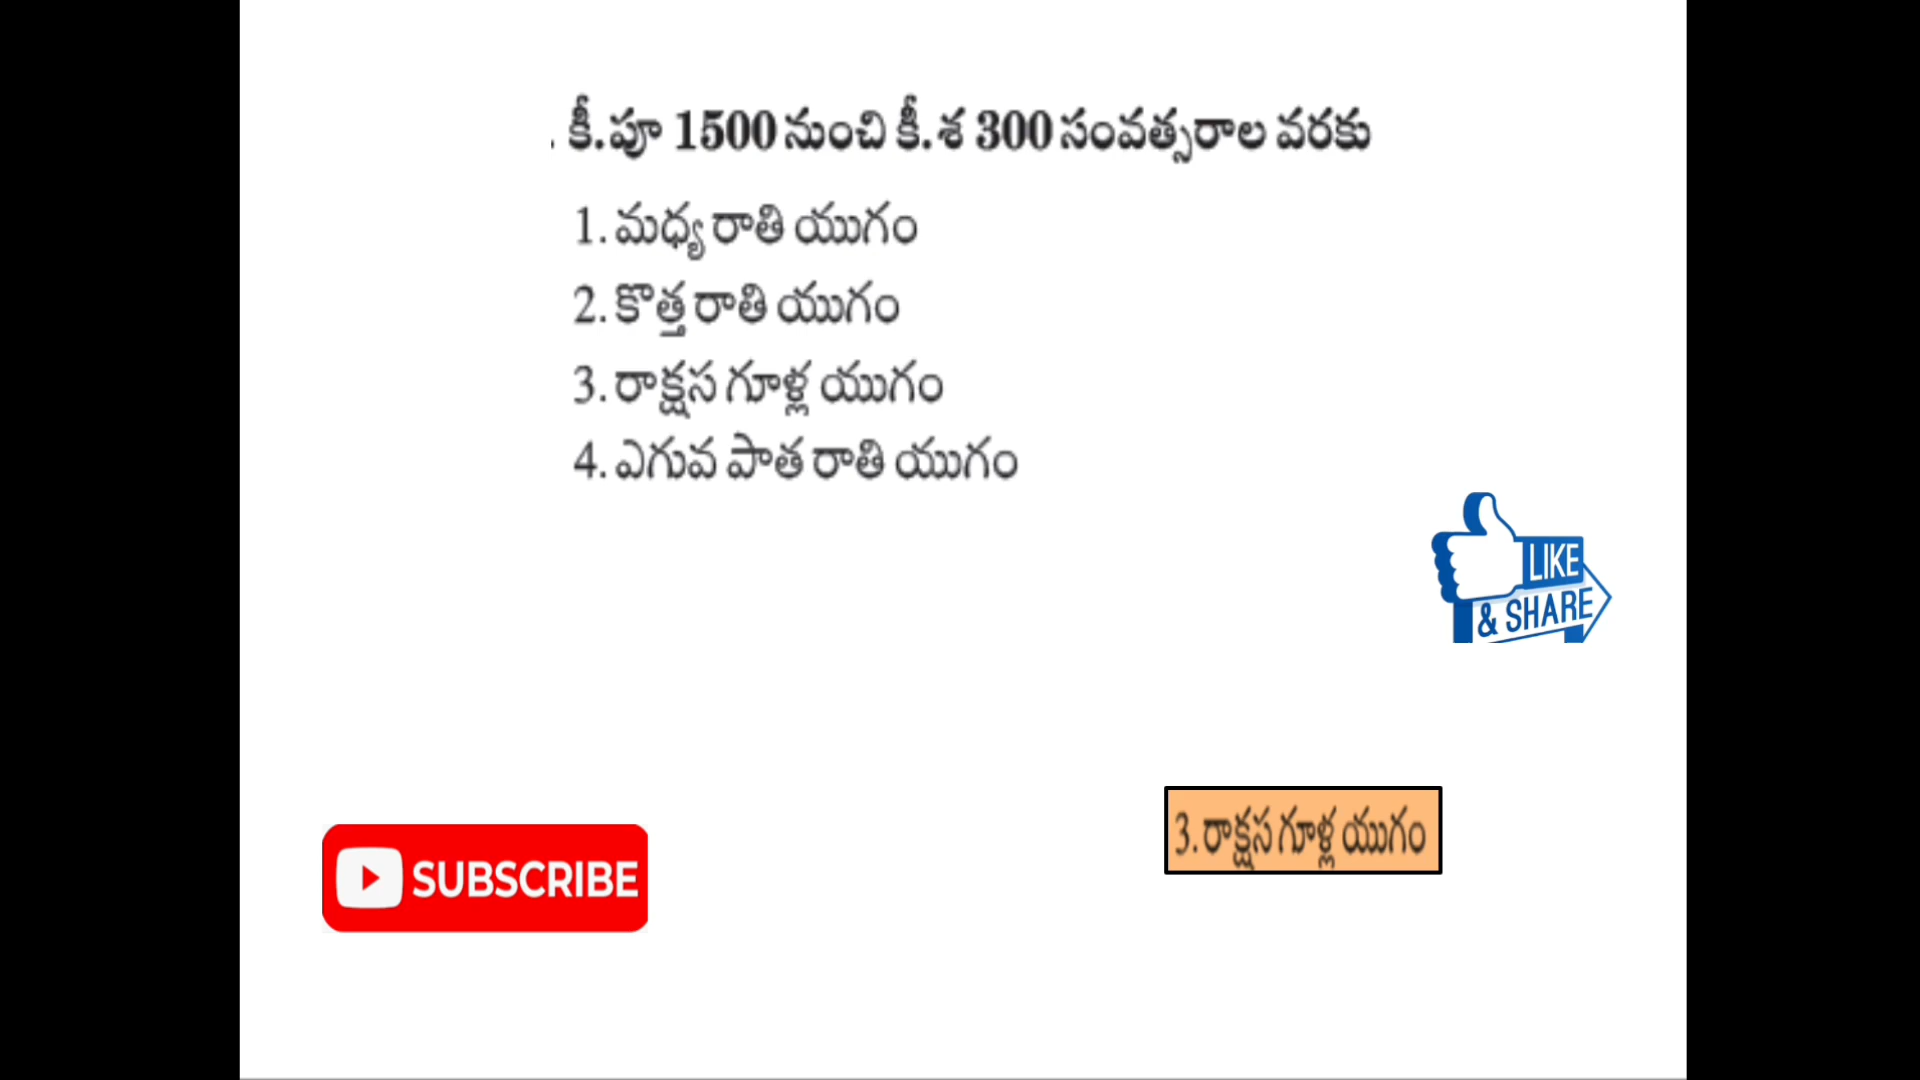 . కీ.పూ 1500 నుంచి కీ.శ 300 సంవత్సరాల వరకు
1. మధ్య రాతి యుగం
2. కొత్త రాతి యుగం
3. రాక్షస గూళ్ల యుగం
4. ఎగువ పాత రాతి యుగం
LIKE
& SHARE
3. రాక్షస గూళ్ల యుగం
SUBSCRIBE